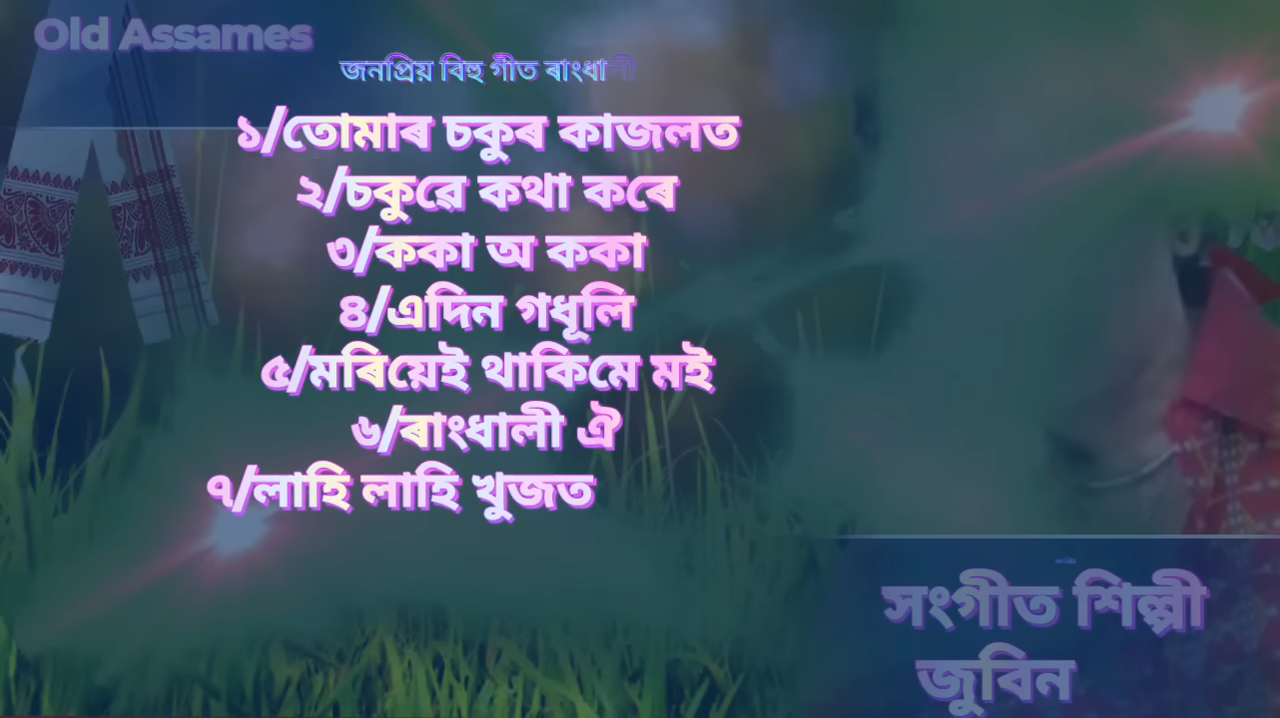 Old Assames
জনপ্ৰিয় বিহু গীত ৰাংধালী
১/তোমাৰ চকুৰ কাজলত
২/চকুৱে কথা কৰে
৩/ককা অ ককা
৪/এদিন গধূলি
৫/মৰিয়েই থাকিমে মই
৬/ৰাংধালী ঐ
৭/লাহি লাহি খুজত
সংগীত শিল্পী
জুবিন